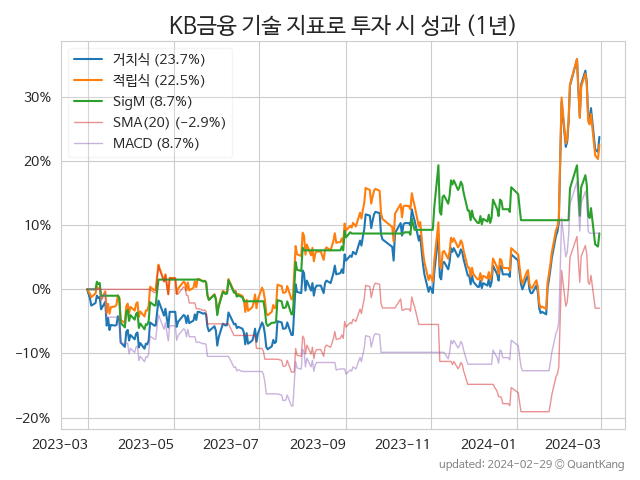 KB금융 기술 지표로 투자 시 성과 (1년)
거치식 (23.7%)
적립식 (22.5%)
SigM (8.7%)
SMA(20) (−2.9%)
MACD (8.7%)
30%
20%
10%
0%
−10%
−20%
2023−03 2023−05 2023−07 2023−09 2023−11 2024−01 2024−03
updated: 2024-02-29 © QuantKang